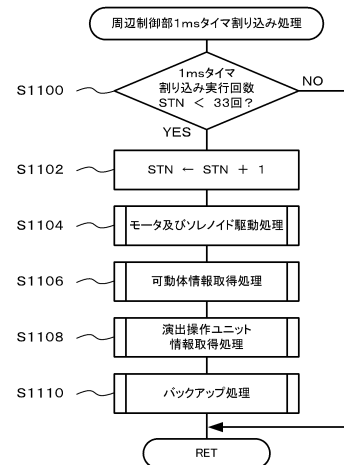 周辺制御部1msタイマ割り込み処理
S1100
1msタイマ
割り込み実行回数
STN < 33回?
NO
YES
S1102
STN ← STN + 1
S1104
モータ及びソレノイド駆動処理
S1106
可動体情報取得処理
S1108
演出操作ユニット
情報取得処理
S1110
バックアップ処理
RET